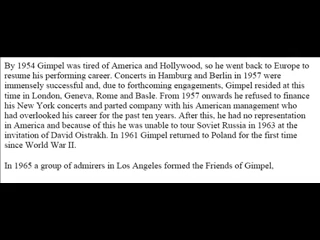 By 1954 Gimpel was tired of America and Hollywood, so he went back to Europe to
resume his performing career. Concerts in Hamburg and Berlin in 1957 were
immensely successful and, due to forthcoming engagements, Gimpel resided at this
time in London, Geneva, Rome and Basle. From 1957 onwards he refused to finance
his New York concerts and parted company with his American management who
had overlooked his career for the past ten years. After this, he had no representation
in America and because of this he was unable to tour Soviet Russia in 1963 at the
invitation of David Oistrakh. In 1961 Gimpel returned to Poland for the first time
since World War II.
In 1965 a group of admirers in Los Angeles formed the Friends of Gimpel,